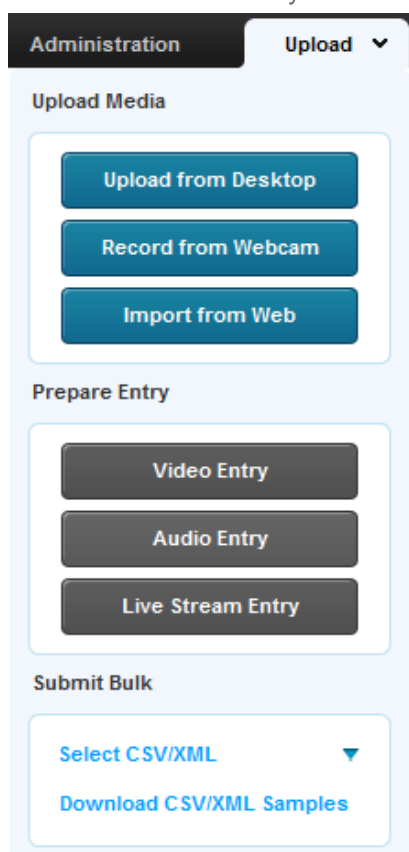 Administration
Upload
Upload Media
Upload from Desktop
Record from Webcam
Import from Web
Prepare Entry
Video Entry
Audio Entry
Live Stream Entry
Submit Bulk
Select CSV/XML
Download CSV/XML Samples